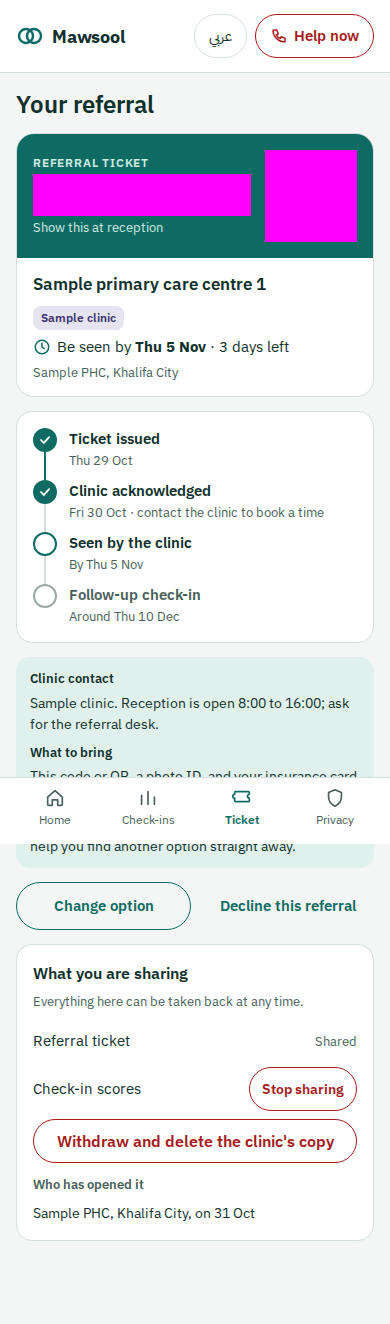 Mawsool
عربي
Help now
Your referral
REFERRAL TICKET
Show this at reception
Sample primary care centre 1
Sample clinic
Be seen by Thu 5 Nov · 3 days left
Sample PHC, Khalifa City
Ticket issued
Thu 29 Oct
Clinic acknowledged
Fri 30 Oct · contact the clinic to book a time
Seen by the clinic
By Thu 5 Nov
Follow-up check-in
Around Thu 10 Dec
Clinic contact
Sample clinic. Reception is open 8:00 to 16:00; ask
for the referral desk.
What to bring
This code or QR, a photo ID, and your insurance card
Home
Check-ins
Ticket
Privacy
help you find another option straight away.
Change option
Decline this referral
What you are sharing
Everything here can be taken back at any time.
Referral ticket
Shared
Check-in scores
Stop sharing
Withdraw and delete the clinic's copy
Who has opened it
Sample PHC, Khalifa City, on 31 Oct